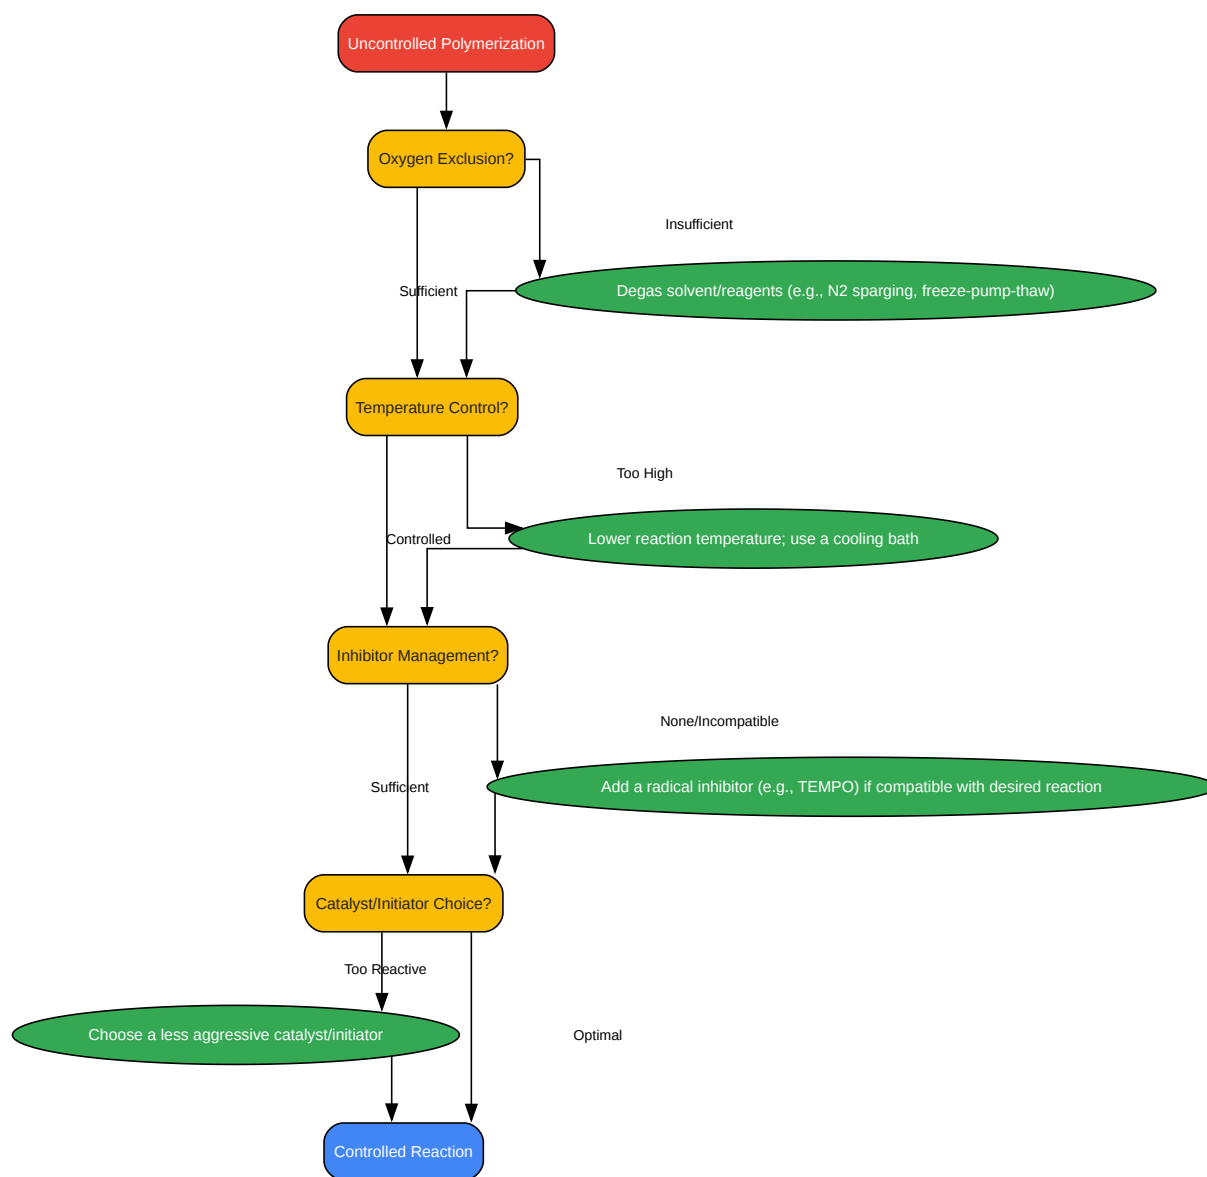 Uncontrolled Polymerization
Oxygen Exclusion?
Insufficient
Sufficient
Degas solvent/reagents (e.g., N2 sparging, freeze-pump-thaw)
Temperature Control?
Too High
Controlled
Lower reaction temperature; use a cooling bath
Inhibitor Management?
None/Incompatible
Sufficient
Add a radical inhibitor (e.g., TEMPO) if compatible with desired reaction
Catalyst/Initiator Choice?
Too Reactive
Choose a less aggressive catalyst/initiator
Optimal
Controlled Reaction